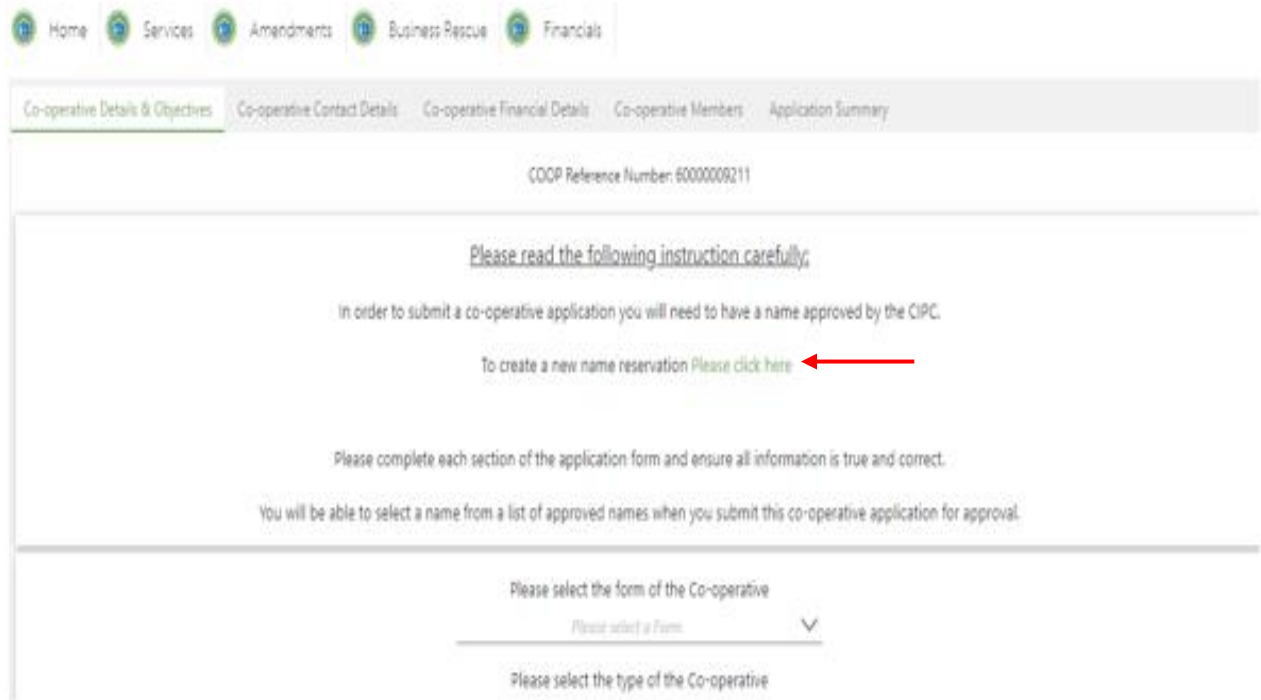 Home Services Amendments Business Rescue Financials
Co-operative Details & Objectives Co-operative Contact Details Co-operative Financial Details Co-operative Members Application Summary
COOP Reference Number: 60000009211
Please read the following instruction carefully:
In order to submit a co-operative application you will need to have a name approved by the CIPC.
To create a new name reservation Please click here
Please complete each section of the application form and ensure all information is true and correct.
You will be able to select a name from a list of approved names when you submit this co-operative application for approval.
Please select the form of the Co-operative
Please select a Form
Please select the type of the Co-operative